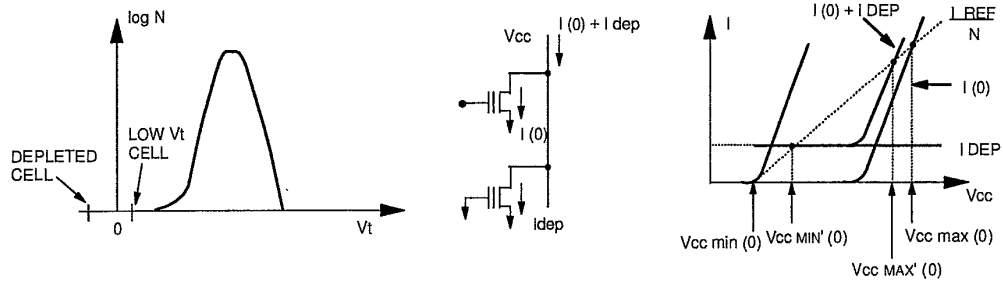 log N
DEPLETED
CELL
LOW Vt
CELL
0
Vt
I (0) + I dep
Vcc
I (0)
Idep
I
I (0) + I DEP
I REF
N
I (0)
I DEP
Vcc
Vcc min (0)
Vcc MIN' (0)
Vcc max (0)
Vcc MAX' (0)